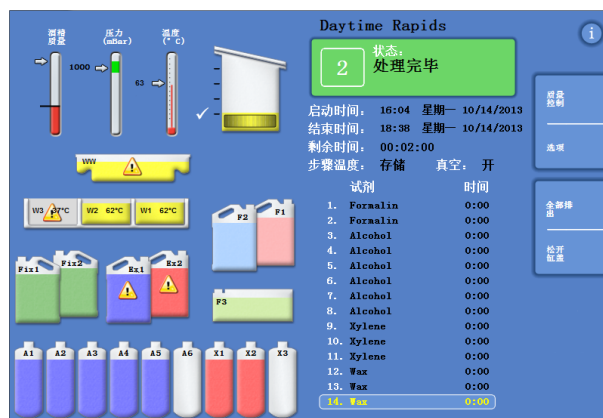 Daytime Rapids
酒精
质量
压力
(mBar)
温度
(° C)
1000
63
2
状态:
处理完毕
启动时间: 16:04 星期一 10/14/2013
结束时间: 18:38 星期一 10/14/2013
剩余时间: 00:02:00
步骤温度: 存储 真空: 开
试剂 时间
1. Formalin 0:00
2. Formalin 0:00
3. Alcohol 0:00
4. Alcohol 0:00
5. Alcohol 0:00
6. Alcohol 0:00
7. Alcohol 0:00
8. Alcohol 0:00
9. Xylene 0:00
10. Xylene 0:00
11. Xylene 0:00
12. Wax 0:00
13. Wax 0:00
14. Wax 0:00
WW
W3 37°C W2 62°C W1 62°C
F2 F1
Fix1 Fix2 Ex1 Ex2
F3
A1 A2 A3 A4 A5 A6 X1 X2 X3
i
质量
控制
选项
全部排
出
松开
缸盖